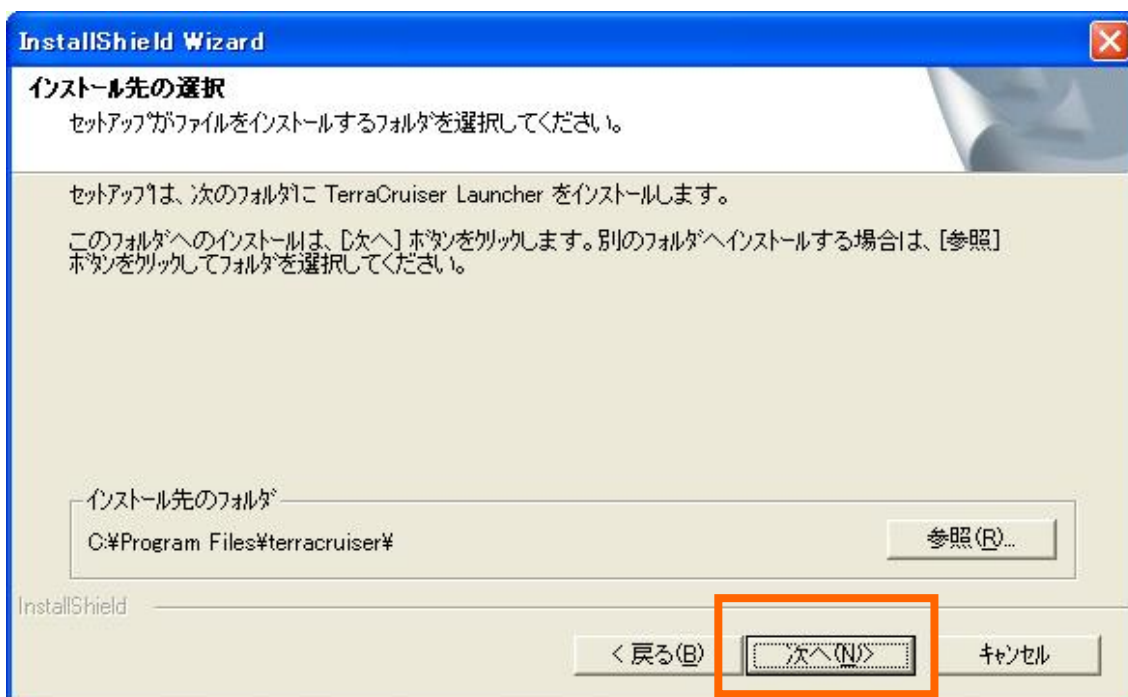 InstallShield Wizard
インストール先の選択
セットアップがファイルをインストールするフォルダを選択してください。
セットアップは、次のフォルダに TerraCruiser Launcher をインストールします。
このフォルダへのインストールは、[次へ] ボタンをクリックします。別のフォルダへインストールする場合は、[参照]
ボタンをクリックしてフォルダを選択してください。
インストール先のフォルダ
C:¥Program Files¥terracruiser¥
参照(R)...
InstallShield
< 戻る(B)
次へ(N)>
キャンセル